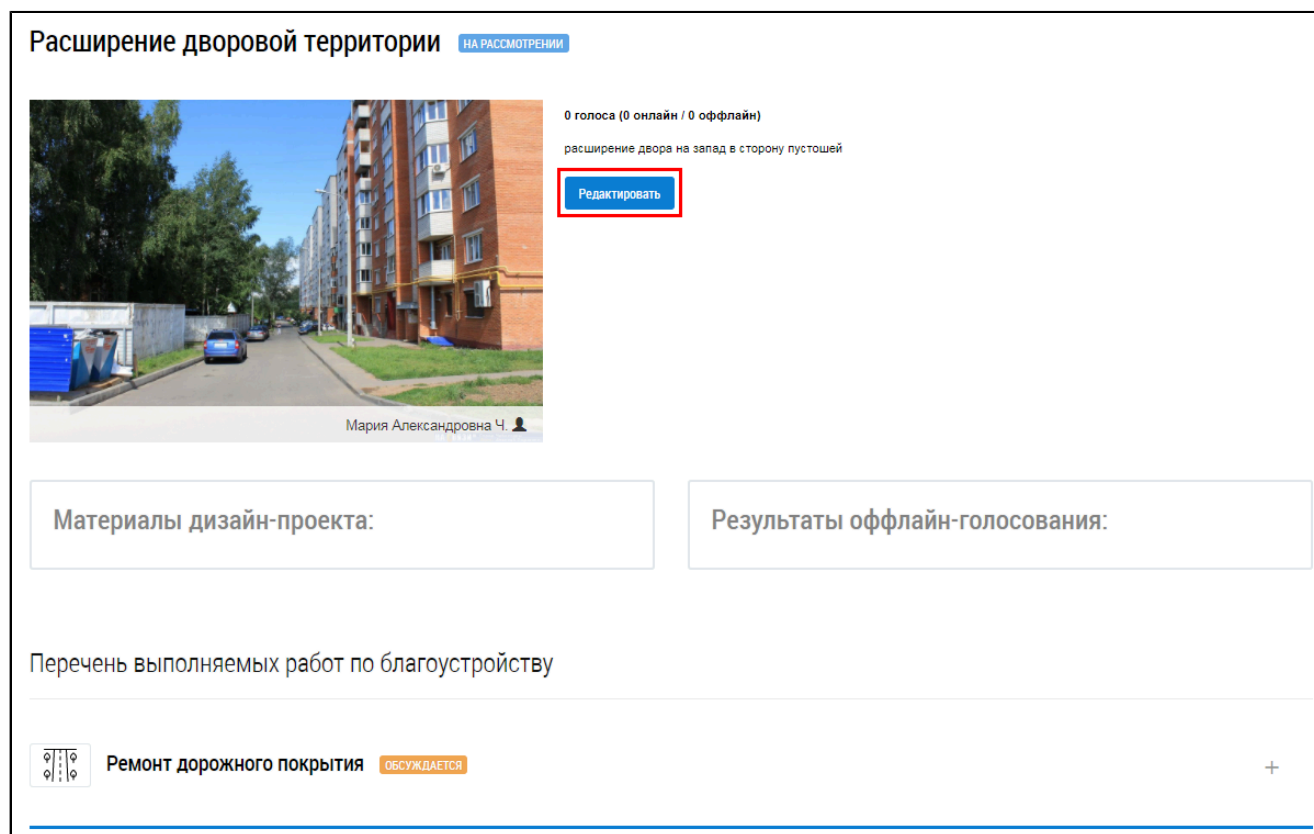 Расширение дворовой территории НА РАССМОТРЕНИИ
0 голоса (0 онлайн / 0 оффлайн)
расширение двора на запад в сторону пустошей
Редактировать
Мария Александровна Ч.
Материалы дизайн-проекта:
Результаты оффлайн-голосования:
Перечень выполняемых работ по благоустройству
Ремонт дорожного покрытия ОБСУЖДАЕТСЯ